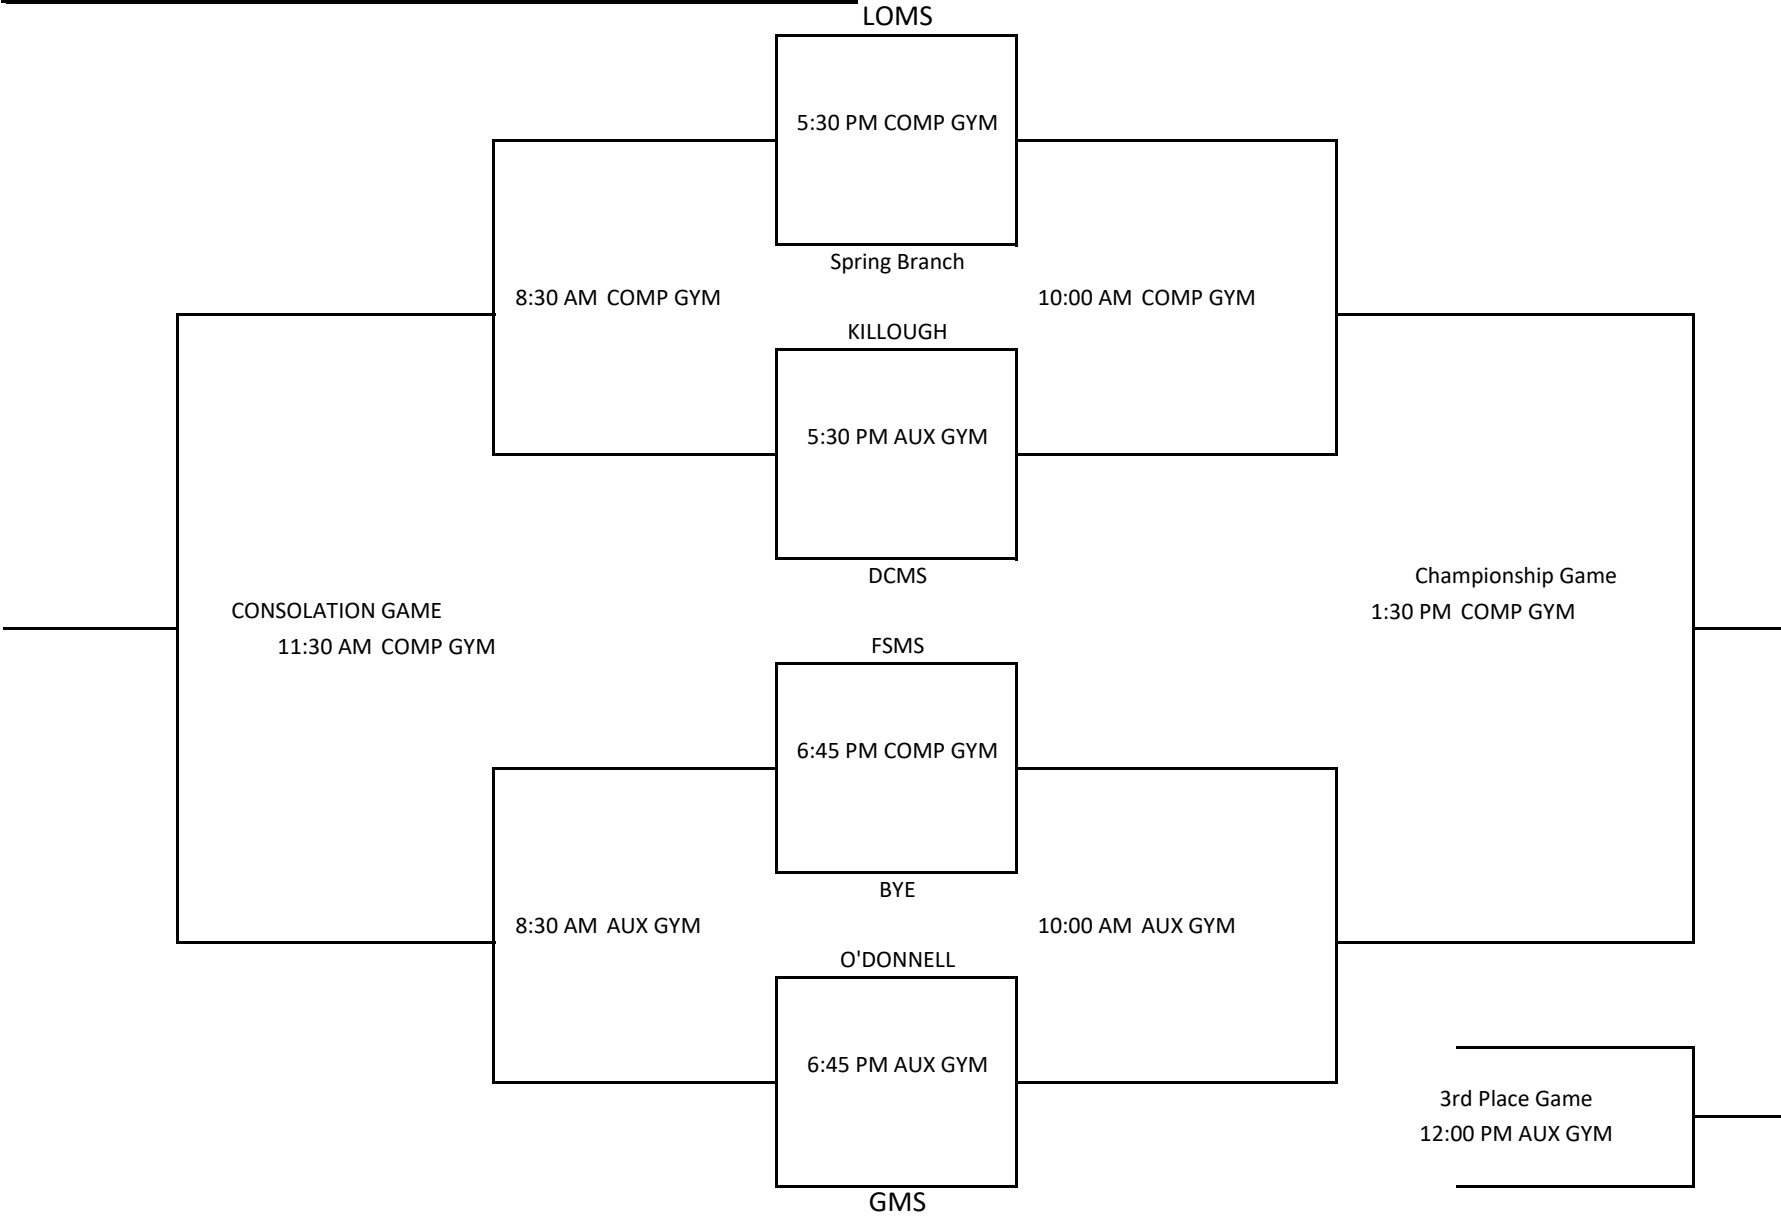 LOMS
5:30 PM COMP GYM
Spring Branch
8:30 AM COMP GYM
10:00 AM COMP GYM
KILLOUGH
5:30 PM AUX GYM
DCMS
Championship Game
CONSOLATION GAME
1:30 PM COMP GYM
11:30 AM COMP GYM
FSMS
6:45 PM COMP GYM
BYE
8:30 AM AUX GYM
10:00 AM AUX GYM
O'DONNELL
6:45 PM AUX GYM
3rd Place Game
12:00 PM AUX GYM
GMS